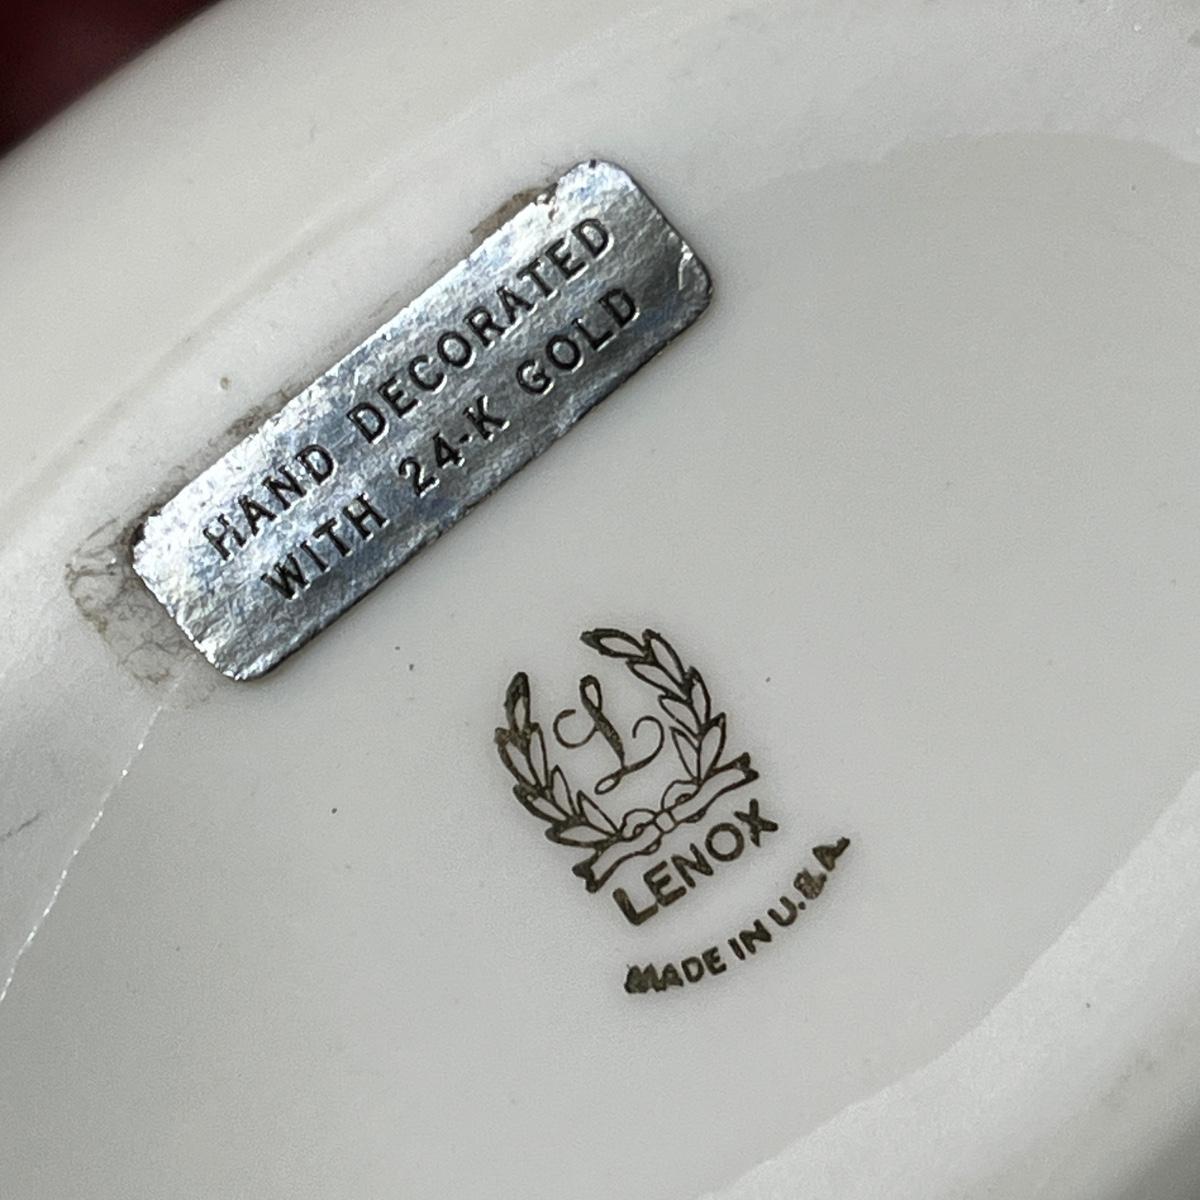 HAND DECORATED
WITH 24-K GOLD
L
LENOX
MADE IN U.S.A.